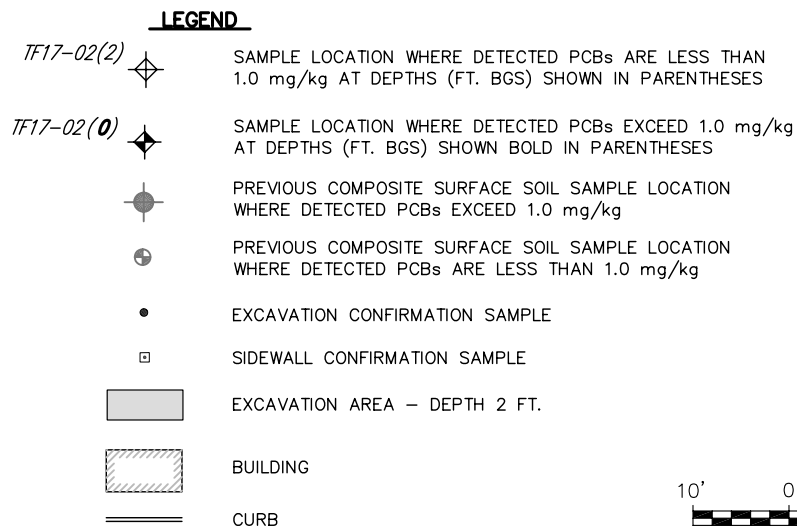 LEGEND
TF17-02(2)
SAMPLE LOCATION WHERE DETECTED PCBs ARE LESS THAN
1.0 mg/kg AT DEPTHS (FT. BGS) SHOWN IN PARENTHESES
TF17-02(0)
SAMPLE LOCATION WHERE DETECTED PCBs EXCEED 1.0 mg/kg
AT DEPTHS (FT. BGS) SHOWN BOLD IN PARENTHESES
PREVIOUS COMPOSITE SURFACE SOIL SAMPLE LOCATION
WHERE DETECTED PCBs EXCEED 1.0 mg/kg
PREVIOUS COMPOSITE SURFACE SOIL SAMPLE LOCATION
WHERE DETECTED PCBs ARE LESS THAN 1.0 mg/kg
EXCAVATION CONFIRMATION SAMPLE
SIDEWALL CONFIRMATION SAMPLE
EXCAVATION AREA – DEPTH 2 FT.
BUILDING
10' 0
CURB